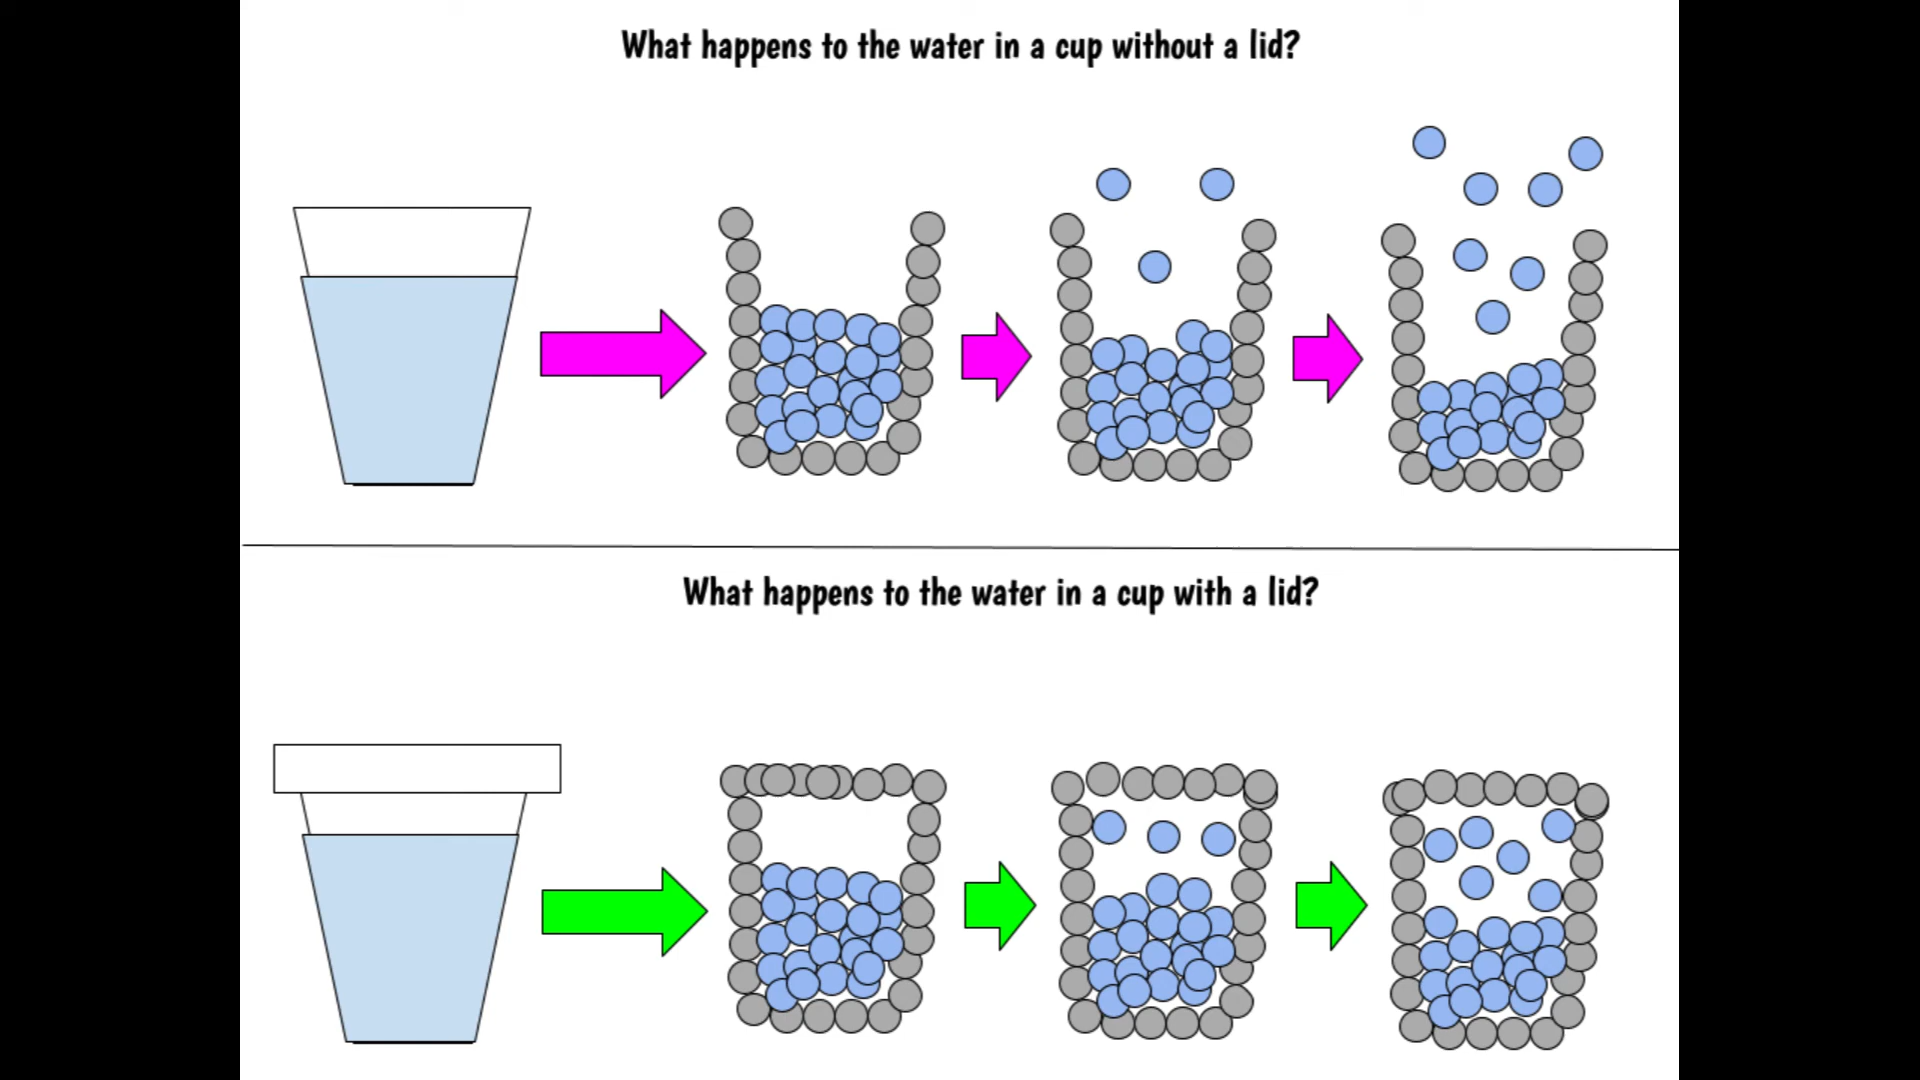 What happens to the water in a cup without a lid?
What happens to the water in a cup with a lid?